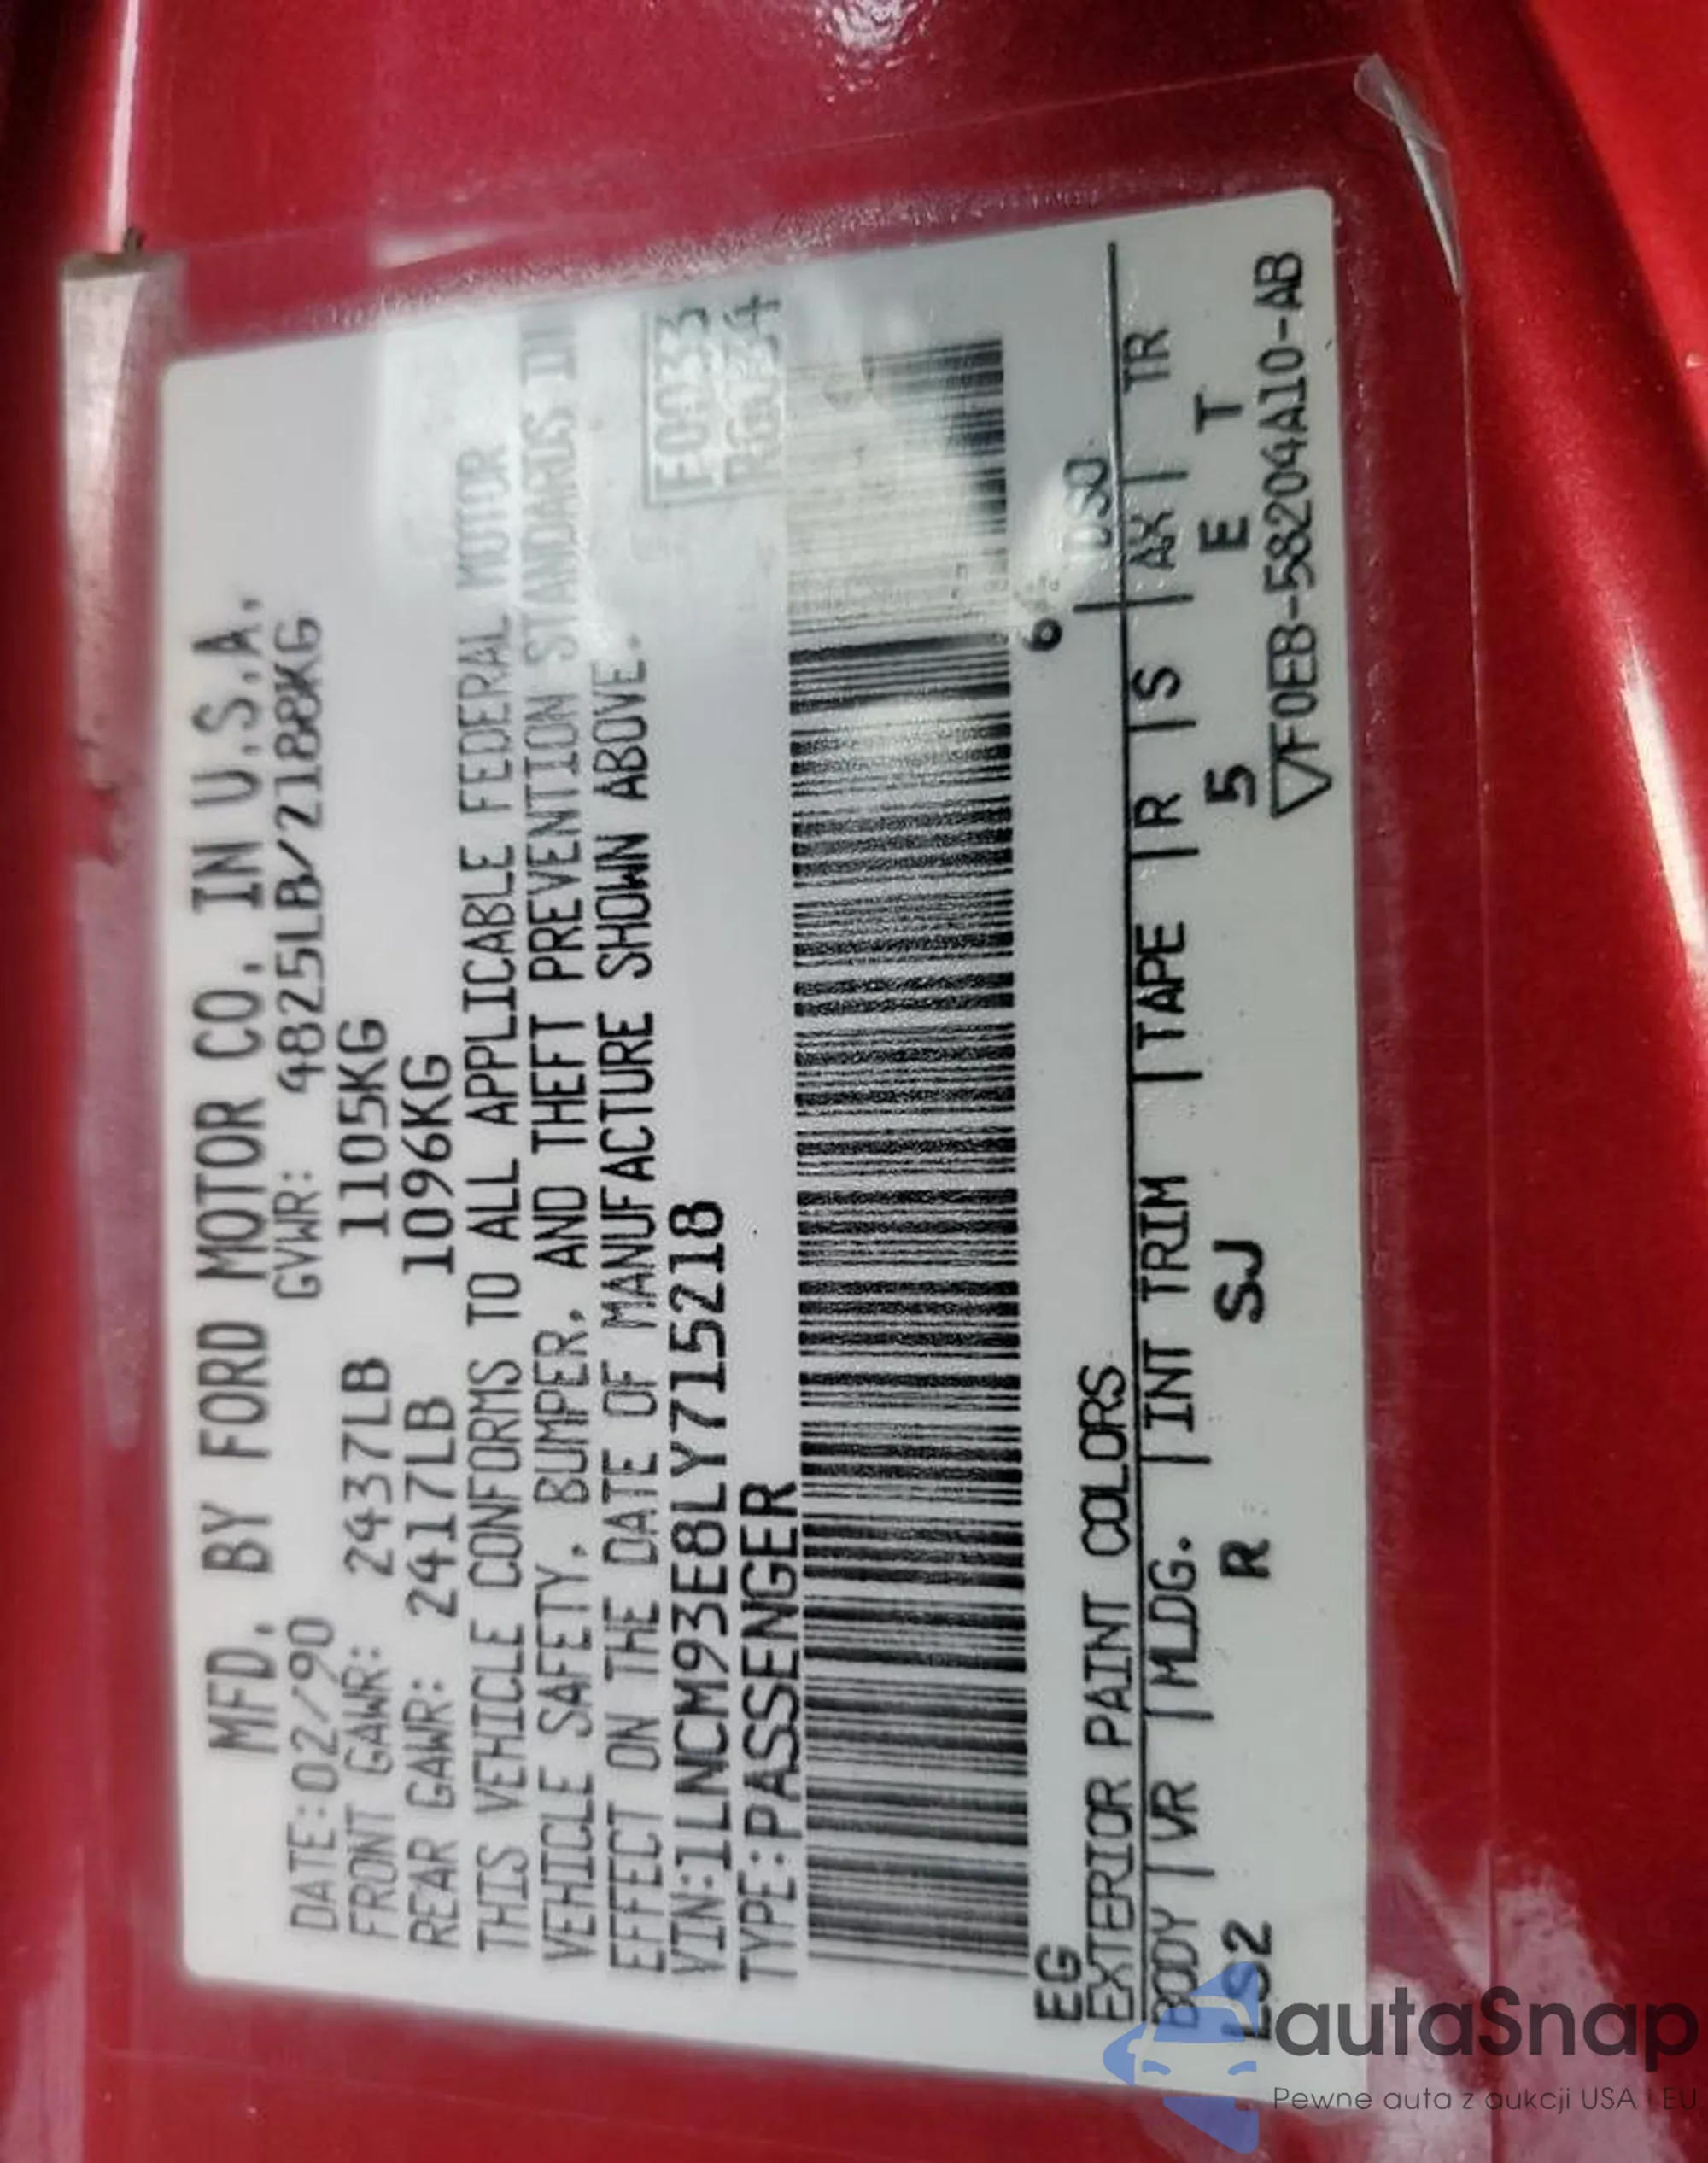 MFD. BY FORD MOTOR CO. IN U.S.A.
DATE:02/90 GVWR: 4825LB/2188KG
FRONT GAWR: 2437LB 1105KG
REAR GAWR: 2417LB 1096KG
THIS VEHICLE CONFORMS TO ALL APPLICABLE FEDERAL MOTOR
VEHICLE SAFETY, BUMPER, AND THEFT PREVENTION STANDARDS IN
EFFECT ON THE DATE OF MANUFACTURE SHOWN ABOVE.
VIN:1LNCM93E8LY715218 F0033
TYPE:PASSENGER
EG
EXTERIOR PAINT COLORS DSO
BODY VR MLDG. INT TRIM TAPE R S AX TR
LS2 R SJ 5 E T
F0EB-58204A10-AB
autaSnap
Pewne auta z aukcji USA i EU